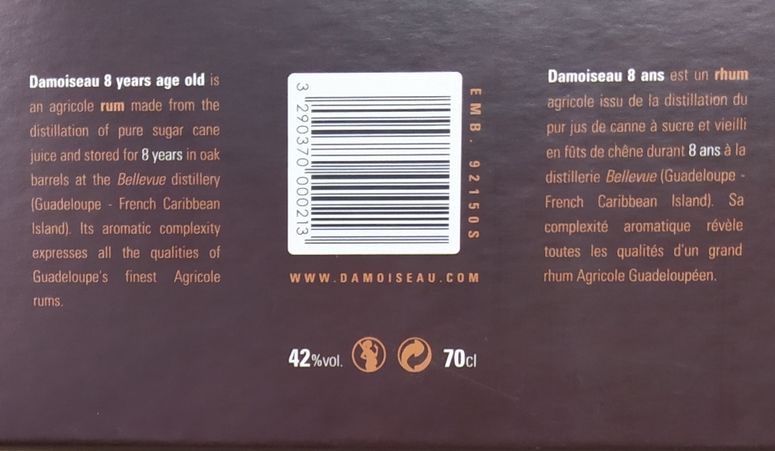 Damoiseau 8 years age old is
an agricole rum made from the
distillation of pure sugar cane
juice and stored for 8 years in oak
barrels at the Bellevue distillery
(Guadeloupe - French Caribbean
Island). Its aromatic complexity
expresses all the qualities of
Guadeloupe's finest Agricole
rums.
3 290370 000213
EMB. 92150S
WWW.DAMOISEAU.COM
42%vol.
70cl
Damoiseau 8 ans est un rhum
agricole issu de la distillation du
pur jus de canne à sucre et vieilli
en fûts de chêne durant 8 ans à la
distillerie Bellevue (Guadeloupe -
French Caribbean Island). Sa
complexité aromatique révèle
toutes les qualités d'un grand
rhum Agricole Guadeloupéen.